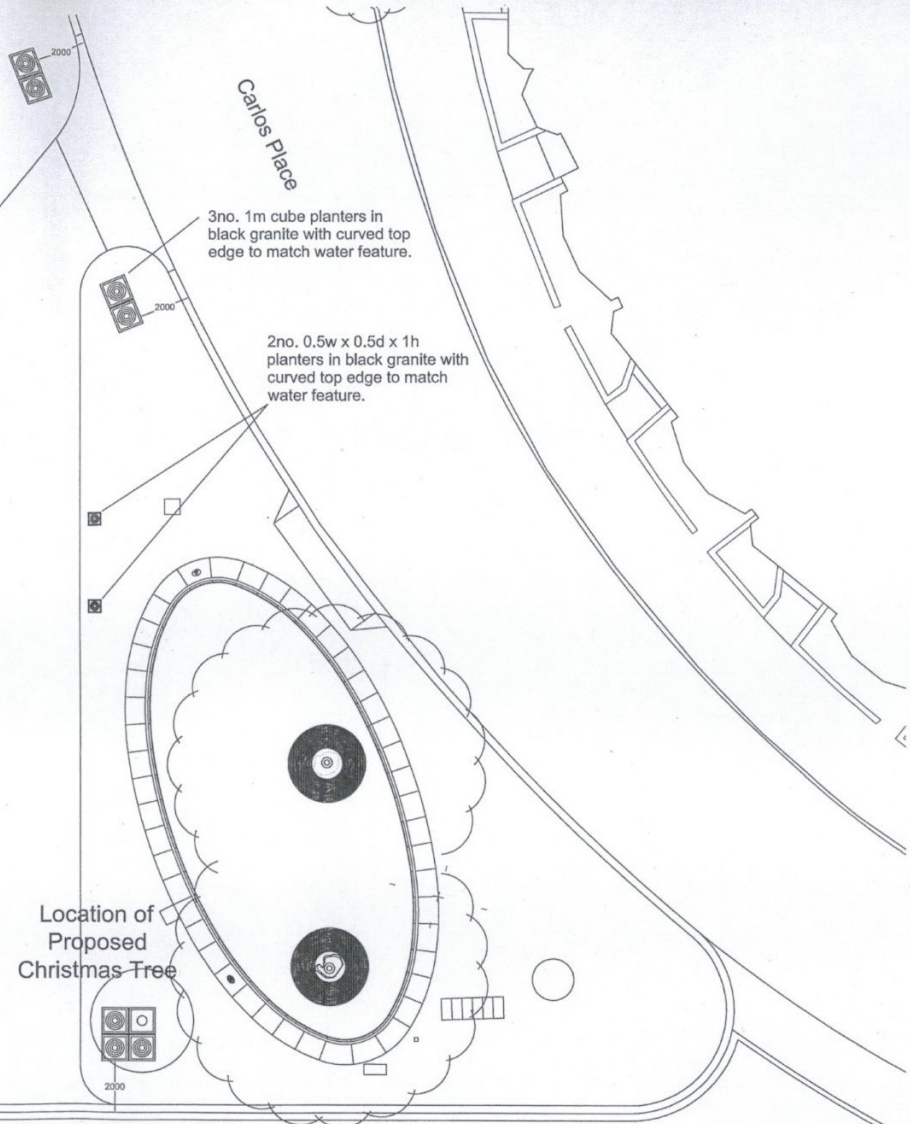 2000
Carlos Place
3no. 1m cube planters in
black granite with curved top
edge to match water feature.
2000
2no. 0.5w x 0.5d x 1h
planters in black granite with
curved top edge to match
water feature.
Location of
Proposed
Christmas Tree
2000